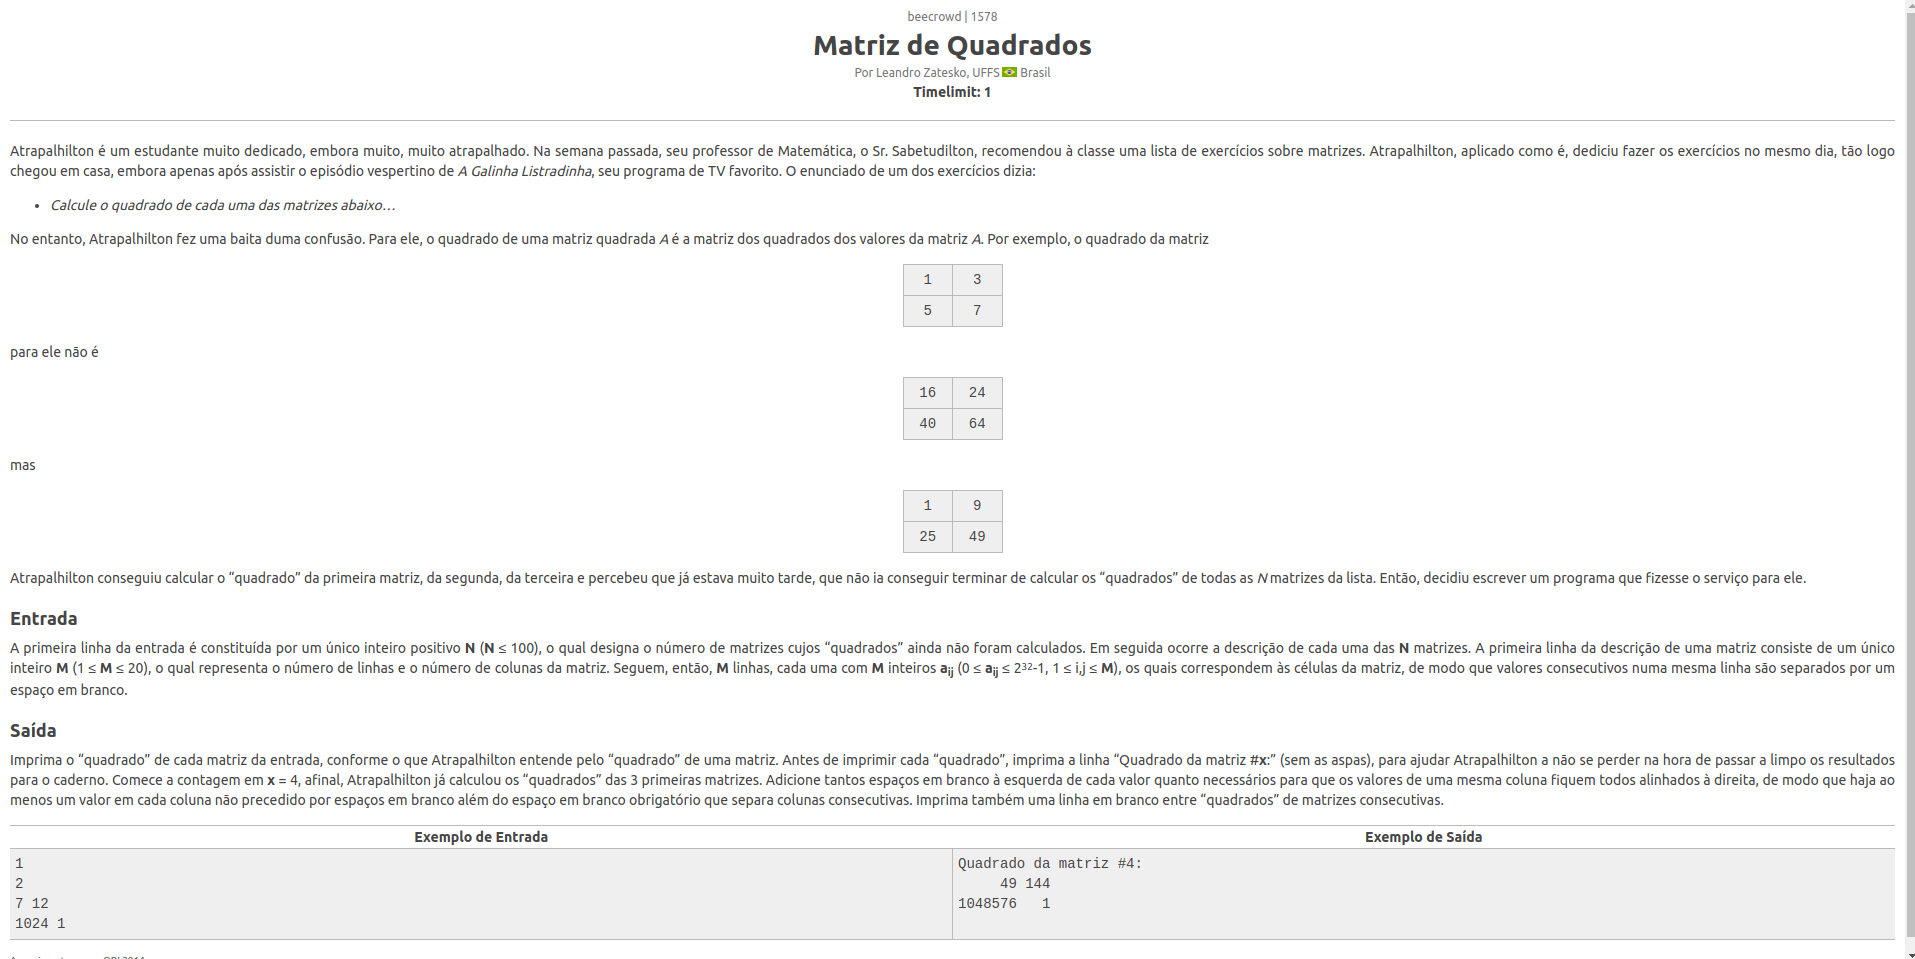 beecrowd | 1578
Matriz de Quadrados
Por Leandro Zatesko, UFFS Brasil
Timelimit: 1
Atrapalhilton é um estudante muito dedicado, embora muito, muito atrapalhado. Na semana passada, seu professor de Matemática, o Sr. Sabetudilton, recomendou à classe uma lista de exercícios sobre matrizes. Atrapalhilton, aplicado como é, dediciu fazer os exercícios no mesmo dia, tão logo
chegou em casa, embora apenas após assistir o episódio vespertino de A Galinha Listradinha, seu programa de TV favorito. O enunciado de um dos exercícios dizia:
• Calcule o quadrado de cada uma das matrizes abaixo…
No entanto, Atrapalhilton fez uma baita duma confusão. Para ele, o quadrado de uma matriz quadrada A é a matriz dos quadrados dos valores da matriz A. Por exemplo, o quadrado da matriz
1 3
5 7
para ele não é
16 24
40 64
mas
1 9
25 49
Atrapalhilton conseguiu calcular o “quadrado” da primeira matriz, da segunda, da terceira e percebeu que já estava muito tarde, que não ia conseguir terminar de calcular os “quadrados” de todas as N matrizes da lista. Então, decidiu escrever um programa que fizesse o serviço para ele.
Entrada
A primeira linha da entrada é constituída por um único inteiro positivo N (N ≤ 100), o qual designa o número de matrizes cujos “quadrados” ainda não foram calculados. Em seguida ocorre a descrição de cada uma das N matrizes. A primeira linha da descrição de uma matriz consiste de um único
inteiro M (1 ≤ M ≤ 20), o qual representa o número de linhas e o número de colunas da matriz. Seguem, então, M linhas, cada uma com M inteiros aij (0 ≤ aij ≤ 2³²-1, 1 ≤ i,j ≤ M), os quais correspondem às células da matriz, de modo que valores consecutivos numa mesma linha são separados por um
espaço em branco.
Saída
Imprima o “quadrado” de cada matriz da entrada, conforme o que Atrapalhilton entende pelo “quadrado” de uma matriz. Antes de imprimir cada “quadrado”, imprima a linha “Quadrado da matriz #x:” (sem as aspas), para ajudar Atrapalhilton a não se perder na hora de passar a limpo os resultados
para o caderno. Comece a contagem em x = 4, afinal, Atrapalhilton já calculou os “quadrados” das 3 primeiras matrizes. Adicione tantos espaços em branco à esquerda de cada valor quanto necessários para que os valores de uma mesma coluna fiquem todos alinhados à direita, de modo que haja ao
menos um valor em cada coluna não precedido por espaços em branco além do espaço em branco obrigatório que separa colunas consecutivas. Imprima também uma linha em branco entre “quadrados” de matrizes consecutivas.
Exemplo de Entrada
1
2
7 12
1024 1
Exemplo de Saída
Quadrado da matriz #4:
     49 144
1048576   1